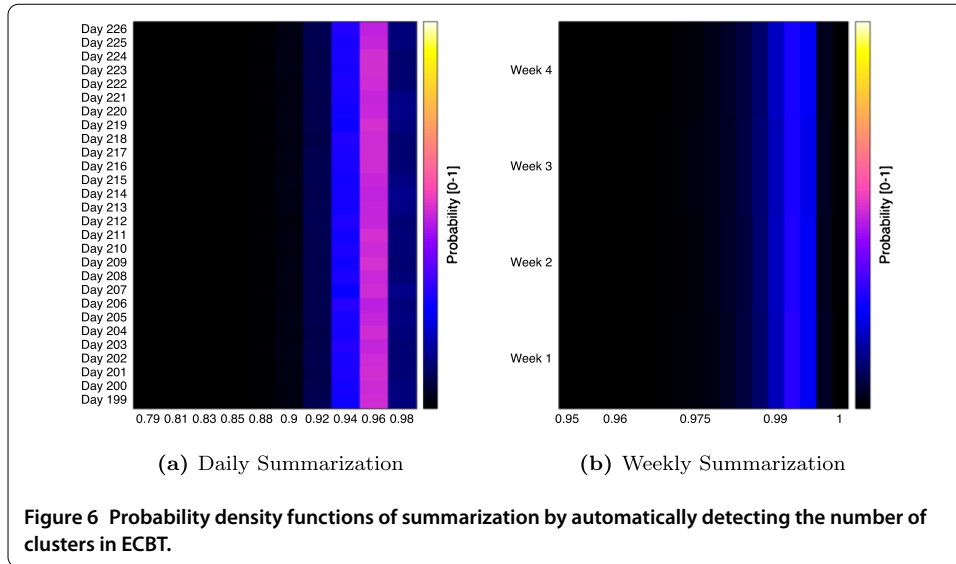 Day 226
Day 225
Day 224
Day 223
Day 222
Day 221
Day 220
Day 219
Day 218
Day 217
Day 216
Day 215
Day 214
Day 213
Day 212
Day 211
Day 210
Day 209
Day 208
Day 207
Day 206
Day 205
Day 204
Day 203
Day 202
Day 201
Day 200
Day 199
0.79 0.81 0.83 0.85 0.88 0.9 0.92 0.94 0.96 0.98
Probability [0-1]
(a) Daily Summarization
Week 4
Week 3
Week 2
Week 1
0.95 0.96 0.975 0.99 1
Probability [0-1]
(b) Weekly Summarization
Figure 6 Probability density functions of summarization by automatically detecting the number of
clusters in ECBT.